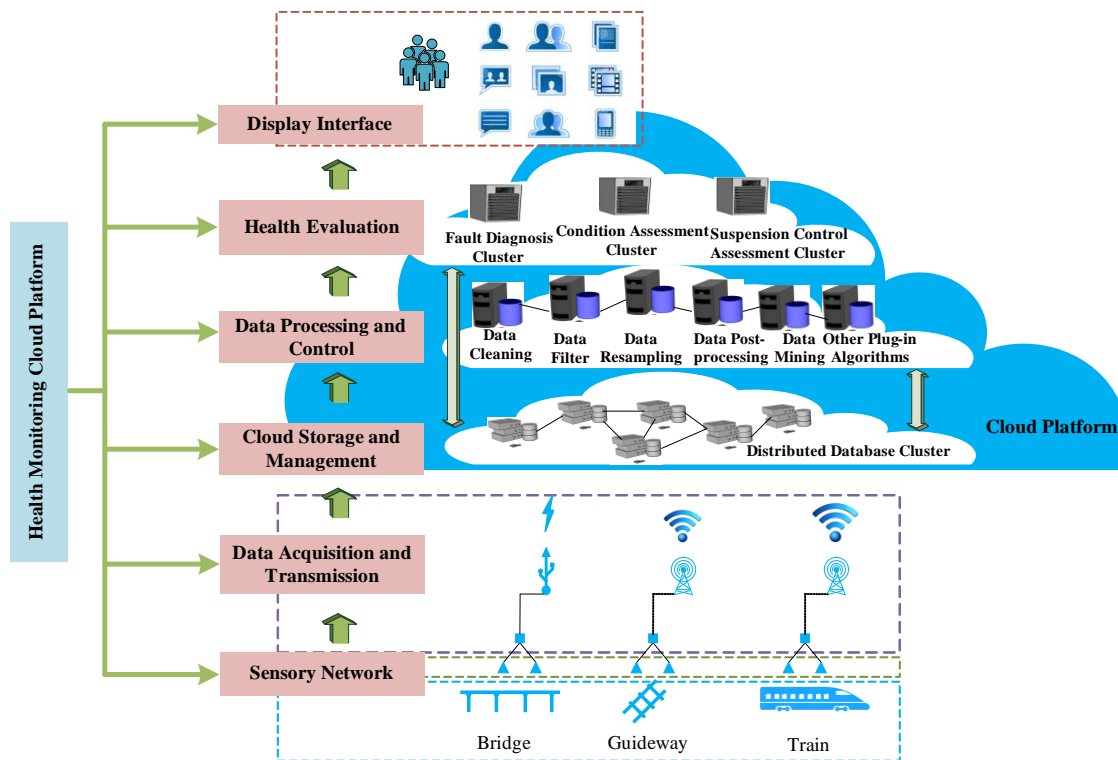 Health Monitoring Cloud Platform
Display Interface
Health Evaluation
Fault Diagnosis
Cluster
Condition Assessment
Cluster
Suspension Control
Assessment Cluster
Data Processing and
Control
Data
Cleaning
Data
Filter
Data
Resampling
Data Post-
processing
Data
Mining
Other Plug-in
Algorithms
Cloud Storage and
Management
Distributed Database Cluster
Cloud Platform
Data Acquisition and
Transmission
Sensory Network
Bridge
Guideway
Train